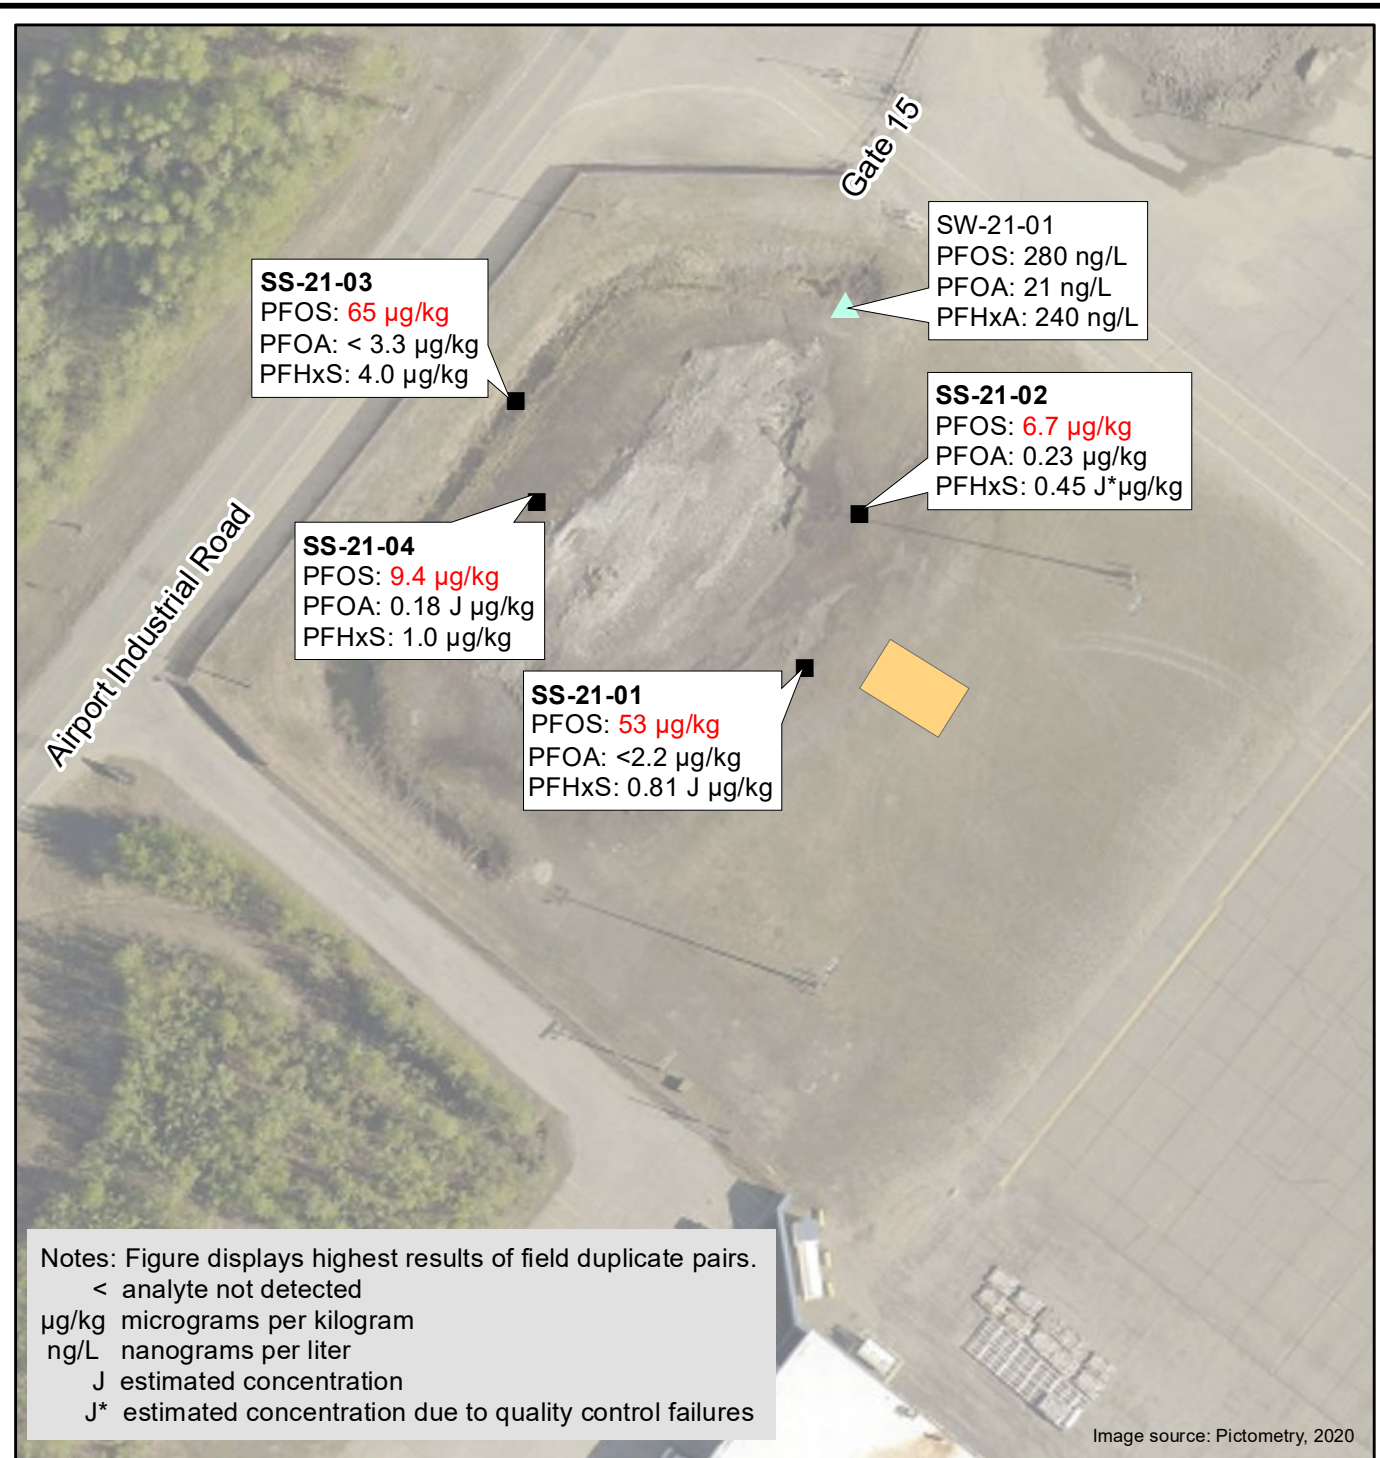 Gate 15
SW-21-01
PFOS: 280 ng/L
PFOA: 21 ng/L
PFHxA: 240 ng/L
SS-21-03
PFOS: 65 µg/kg
PFOA: < 3.3 µg/kg
PFHxS: 4.0 µg/kg
SS-21-02
PFOS: 6.7 µg/kg
PFOA: 0.23 µg/kg
PFHxS: 0.45 J*µg/kg
SS-21-04
PFOS: 9.4 µg/kg
PFOA: 0.18 J µg/kg
PFHxS: 1.0 µg/kg
Airport Industrial Road
SS-21-01
PFOS: 53 µg/kg
PFOA: <2.2 µg/kg
PFHxS: 0.81 J µg/kg
Notes: Figure displays highest results of field duplicate pairs.
< analyte not detected
µg/kg micrograms per kilogram
ng/L nanograms per liter
J estimated concentration
J* estimated concentration due to quality control failures
Image source: Pictometry, 2020